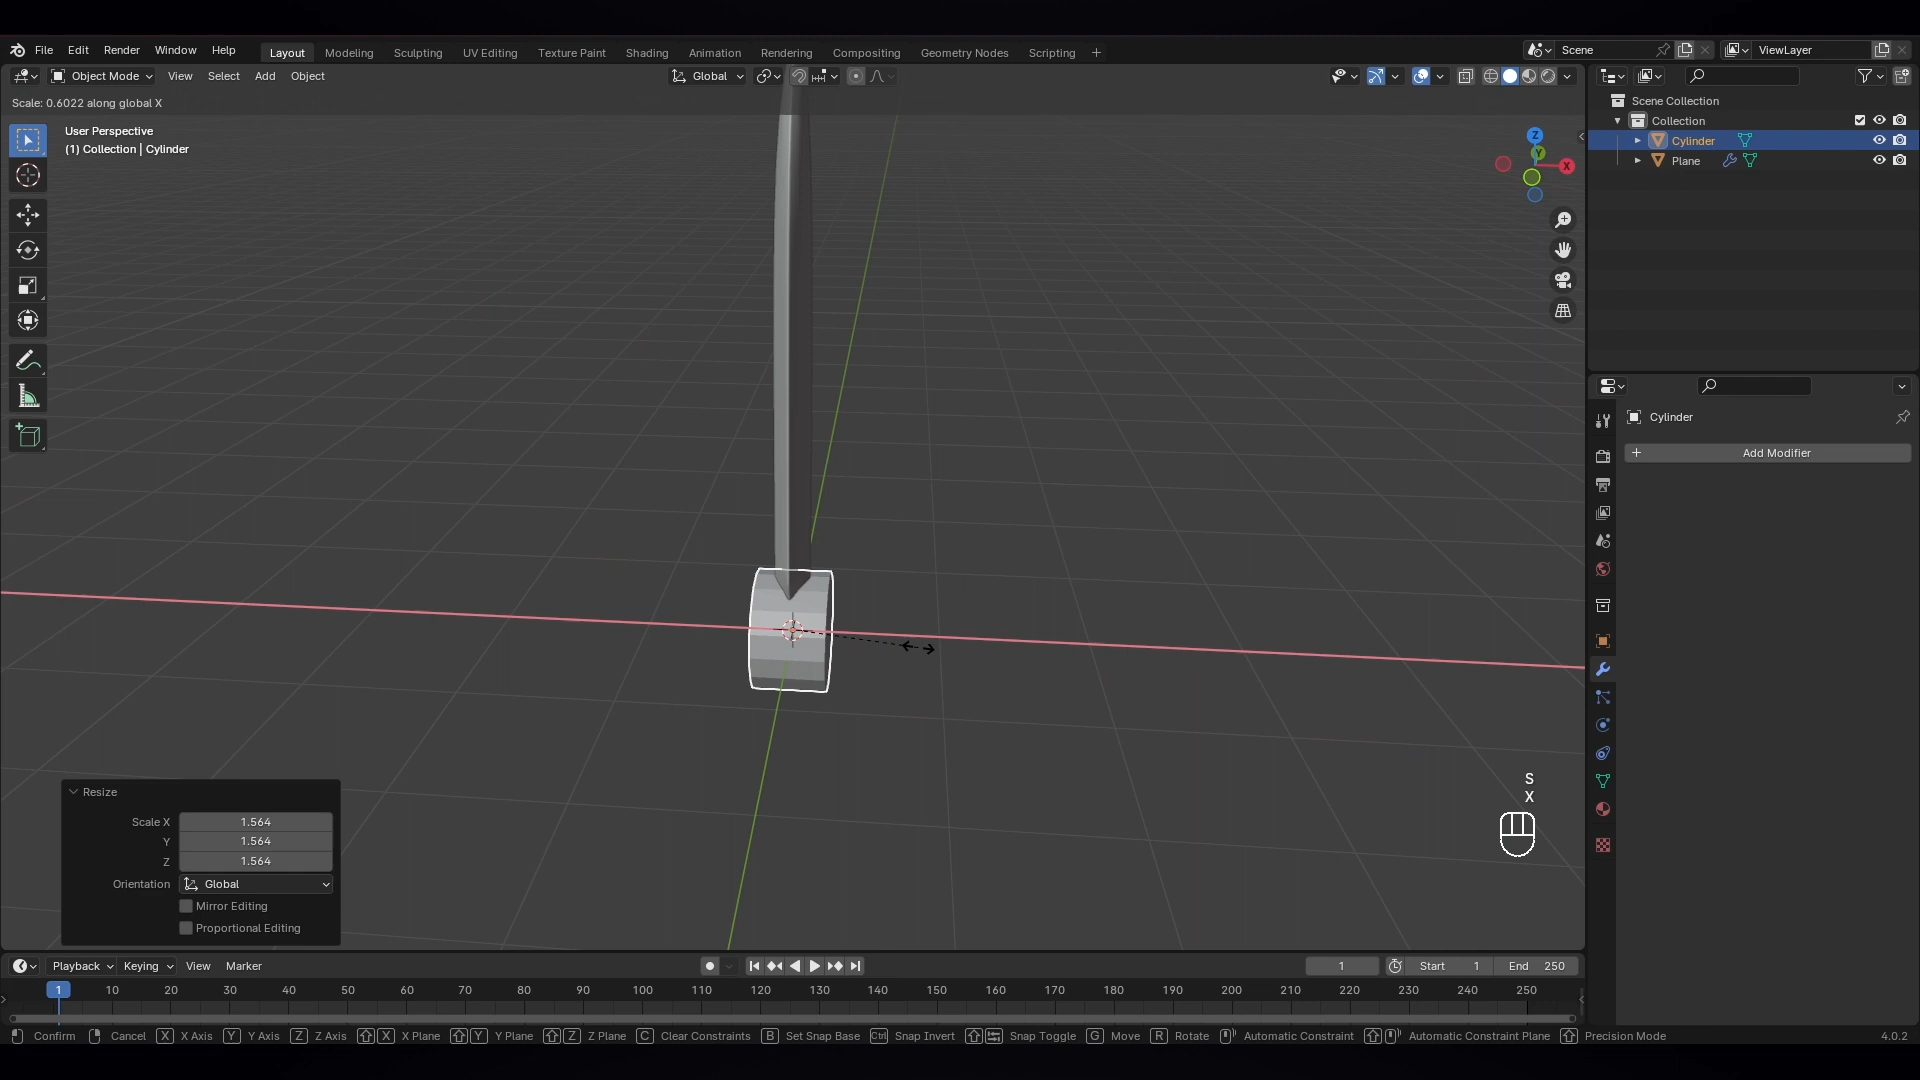 File Edit Render Window Help Layout Modeling Sculpting UV Editing Texture Paint Shading Animation Rendering Compositing Geometry Nodes Scripting + Scene ViewLayer
Object Mode View Select Add Object Global
Scale: 0.6022 along global X
User Perspective
(1) Collection | Cylinder
Z
Y
X
Scene Collection
Collection
Cylinder
Plane
Cylinder
+ Add Modifier
S
X
Resize
Scale X 1.564
Y 1.564
Z 1.564
Orientation Global
Mirror Editing
Proportional Editing
Playback Keying View Marker 1 Start 1 End 250
1 10 20 30 40 50 60 70 80 90 100 110 120 130 140 150 160 170 180 190 200 210 220 230 240 250
Confirm Cancel X X Axis Y Y Axis Z Z Axis X X Plane Y Y Plane Z Z Plane C Clear Constraints B Set Snap Base Ctrl Snap Invert Snap Toggle G Move R Rotate Automatic Constraint Automatic Constraint Plane Precision Mode 4.0.2